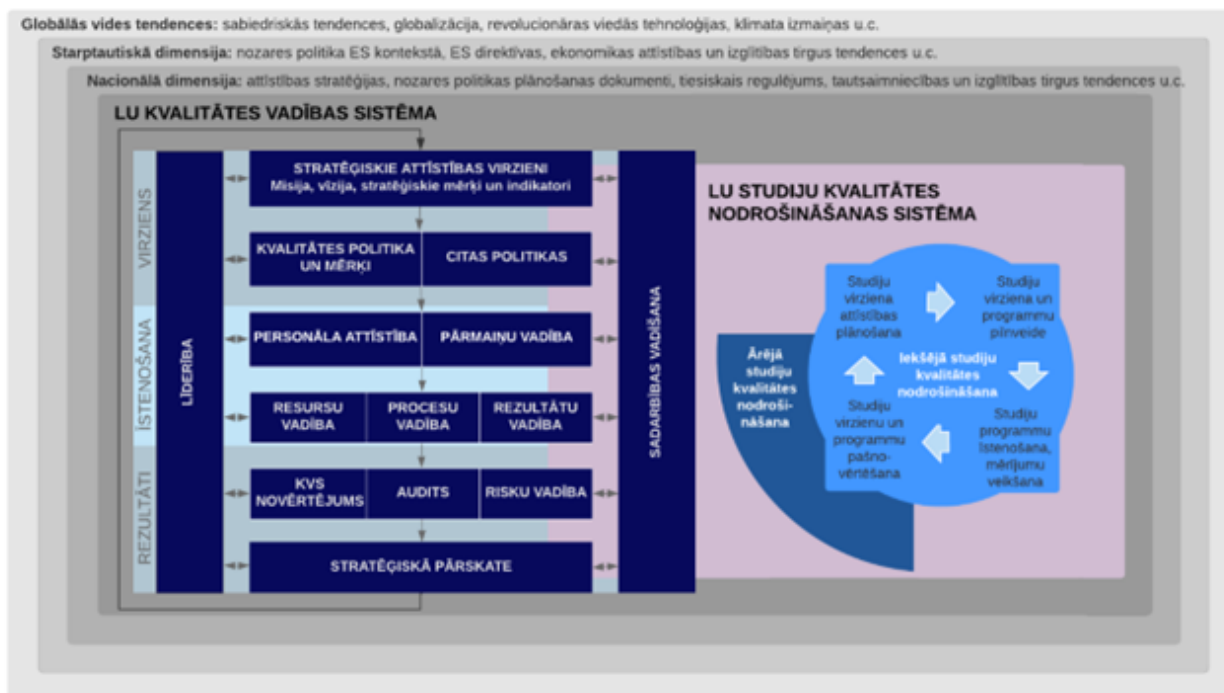 Globālās vides tendences: sabiedriskās tendences, globalizācija, revolucionāras viedās tehnoloģijas, klimata izmaiņas u.c.
Starptautiskā dimensija: nozares politika ES kontekstā, ES direktīvas, ekonomikas attīstības un izglītības tirgus tendences u.c.
Nacionālā dimensija: attīstības stratēģijas, nozares politikas plānošanas dokumenti, tiesiskais regulējums, tautsaimniecības un izglītības tirgus tendences u.c.
LU KVALITĀTES VADĪBAS SISTĒMA
VIRZIENS
ĪSTENOŠANA
REZULTĀTI
LĪDERĪBA
STRATĒĢISKIE ATTĪSTĪBAS VIRZIENI
Misija, vīzija, stratēģiskie mērķi un indikatori
KVALITĀTES POLITIKA
UN MĒRĶI
CITAS POLITIKAS
PERSONĀLA ATTĪSTĪBA
PĀRMAIŅU VADĪBA
RESURSU
VADĪBA
PROCESU
VADĪBA
REZULTĀTU
VADĪBA
KVS
NOVĒRTĒJUMS
AUDITS
RISKU VADĪBA
STRATĒĢISKĀ PĀRSKATE
SADARBĪBAS VADĪŠANA
LU STUDIJU KVALITĀTES
NODROŠINĀŠANAS SISTĒMA
Ārējā
studiju
kvalitātes
nodroši-
nāšana
Studiju
virziena
attīstības
plānošana
Studiju
virziena un
programmu
pilnveide
Iekšējā studiju
kvalitātes
nodrošināšana
Studiju
virzienu un
programmu
pašno-
vērtēšana
Studiju
programmu
īstenošana,
mērījumu
veikšana